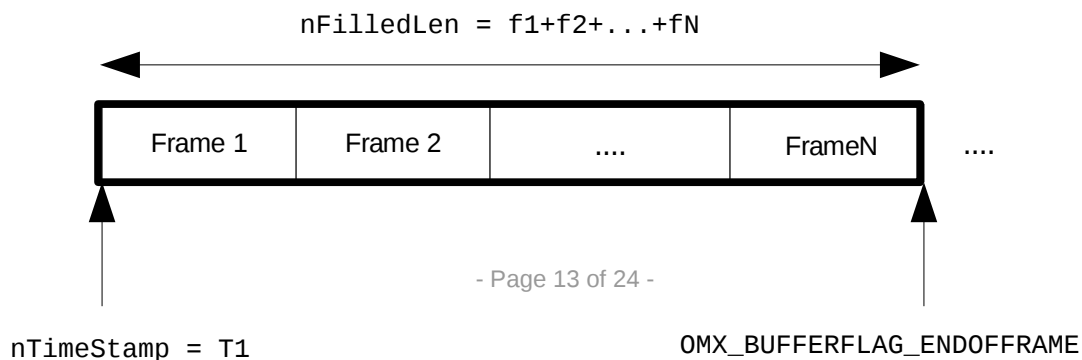 nFilledLen = f1+f2+...+fN
Frame 1 Frame 2 .... FrameN ....
- Page 13 of 24 -
nTimeStamp = T1 OMX_BUFFERFLAG_ENDOFFRAME